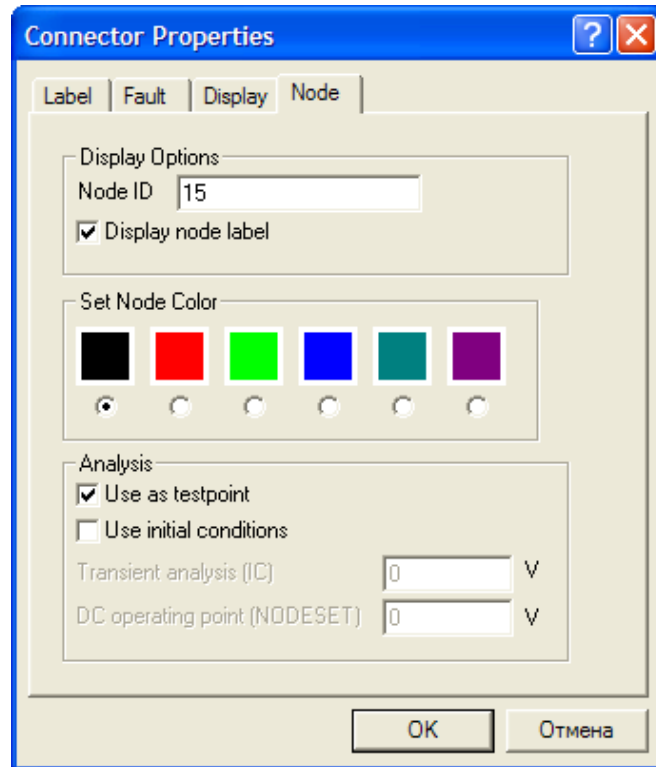 Connector Properties
Label Fault Display Node
Display Options
Node ID 15
Display node label
Set Node Color
Analysis
Use as testpoint
Use initial conditions
Transient analysis (IC) 0 V
DC operating point (NODESET) 0 V
OK Отмена